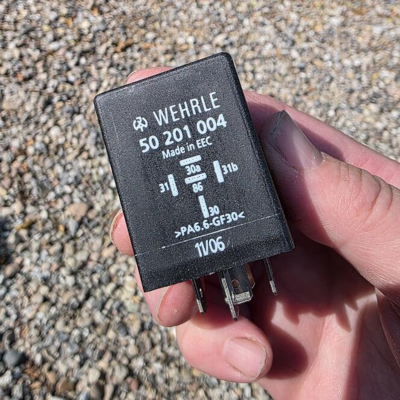 WEHRLE
50 201 004
Made in EEC
30a
31 31b
86
30
>PA6.6-GF30<
11/06